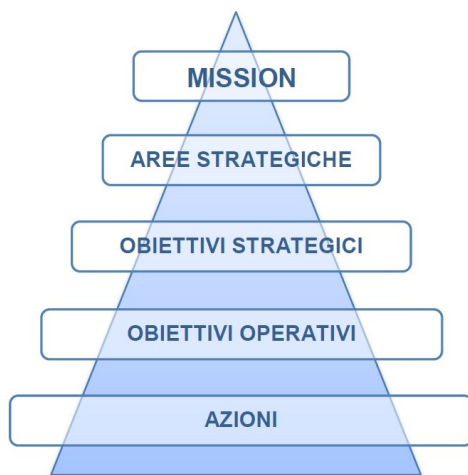 MISSION
AREE STRATEGICHE
OBIETTIVI STRATEGICI
OBIETTIVI OPERATIVI
AZIONI